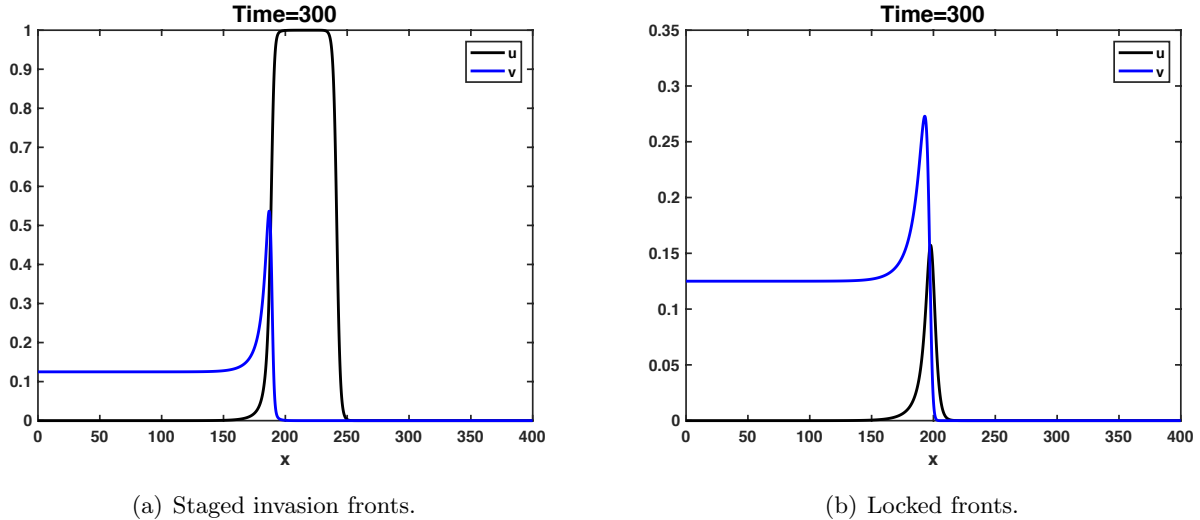 Time=300
1
0.9
0.8
0.7
0.6
0.5
0.4
0.3
0.2
0.1
0
0 50 100 150 200 250 300 350 400
x
u
v
(a) Staged invasion fronts.
Time=300
0.35
0.3
0.25
0.2
0.15
0.1
0.05
0
0 50 100 150 200 250 300 350 400
x
u
v
(b) Locked fronts.